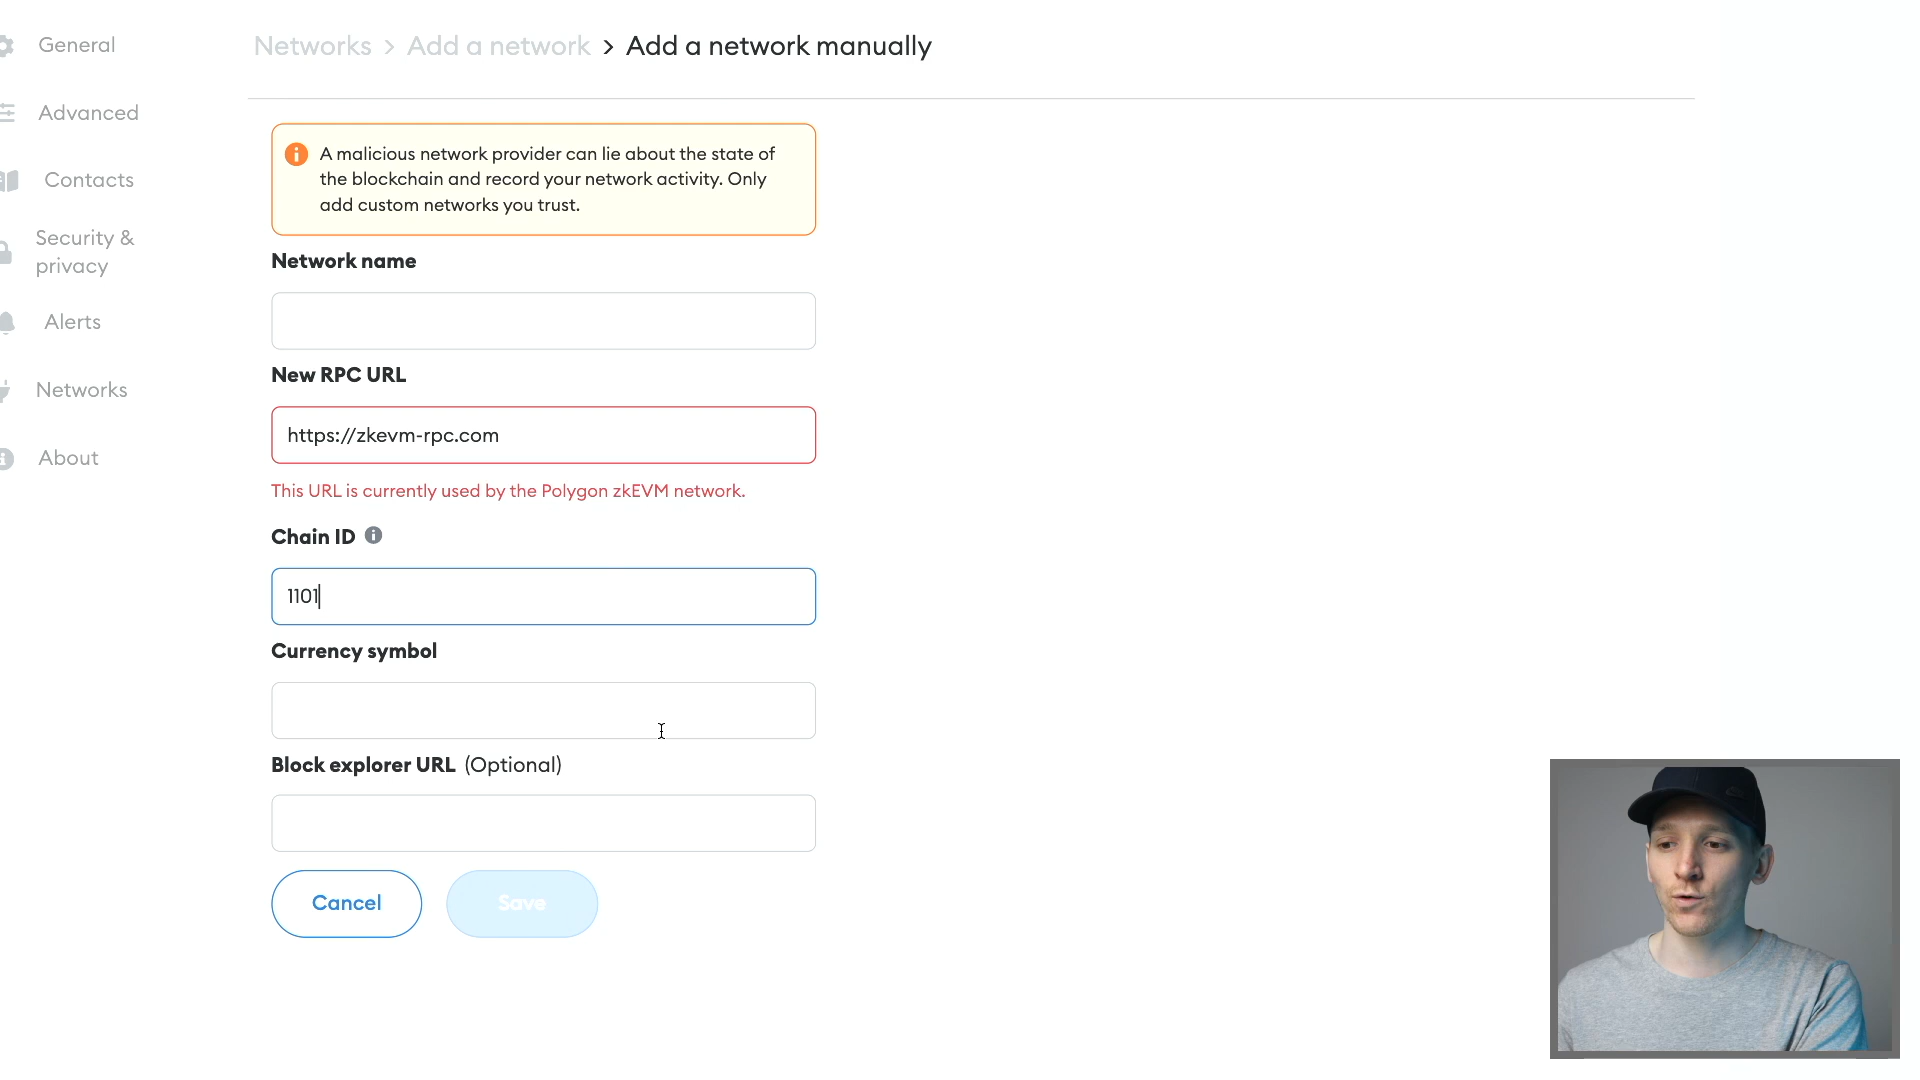 General
Advanced
Contacts
Security &
privacy
Alerts
Networks
About
Networks > Add a network > Add a network manually
A malicious network provider can lie about the state of
the blockchain and record your network activity. Only
add custom networks you trust.
Network name
New RPC URL
https://zkevm-rpc.com
This URL is currently used by the Polygon zkEVM network.
Chain ID
1101
Currency symbol
Block explorer URL (Optional)
Cancel
Save